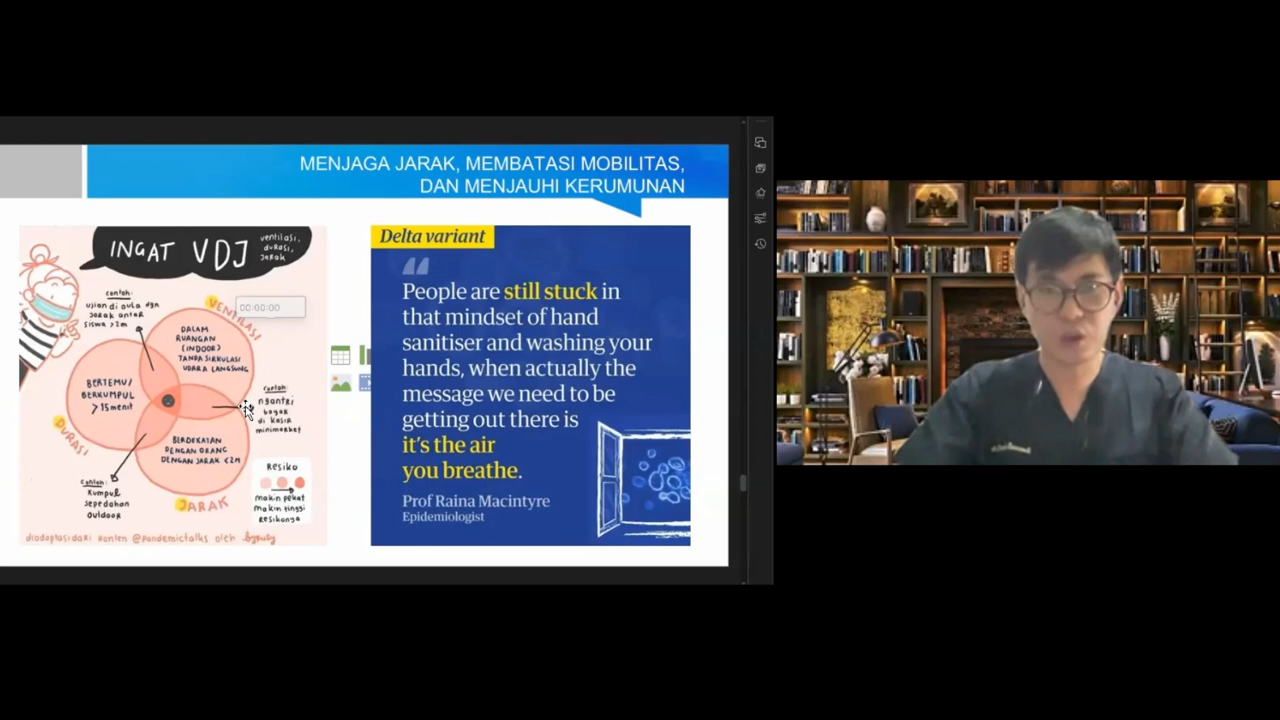 MENJAGA JARAK, MEMBATASI MOBILITAS,
DAN MENJAUHI KERUMUNAN
INGAT VDJ
ventilasi,
durasi,
jarak
contoh:
ujian di aula dgn
jarak antar
siswa >2m
VENTILASI
00:00:00
DALAM
RUANGAN
(INDOOR)
TANPA SIRKULASI
UDARA LANGSUNG
BERTEMU/
BERKUMPUL
>15menit
DURASI
contoh:
ngantri
bayar
di kasir
minimarket
BERDEKATAN
DENGAN ORANG
DENGAN JARAK <2M
JARAK
contoh:
kumpul
sepedahan
outdoor
Resiko
makin pekat
makin tinggi
resikonya
diadaptasi dari konten @pandemictalks oleh
Delta variant
People are still stuck in
that mindset of hand
sanitiser and washing your
hands, when actually the
message we need to be
getting out there is
it's the air
you breathe.
Prof Raina Macintyre
Epidemiologist